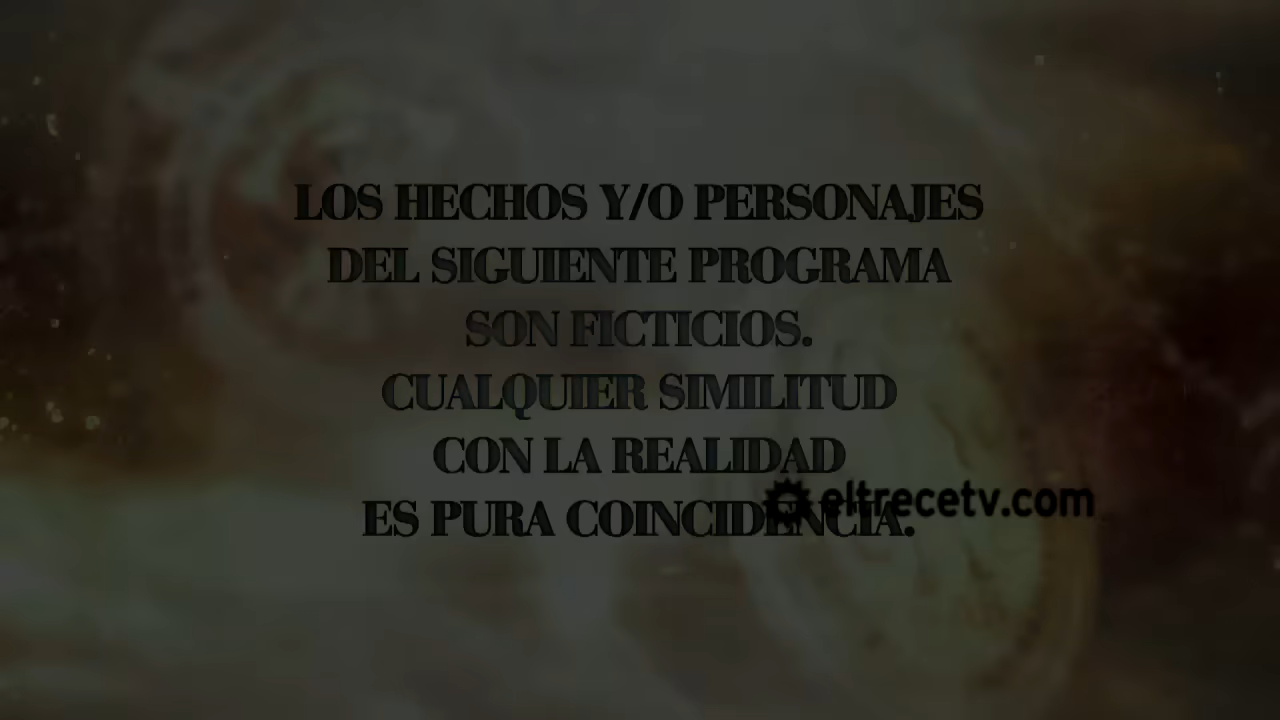 LOS HECHOS Y/O PERSONAJES
DEL SIGUIENTE PROGRAMA
SON FICTICIOS.
CUALQUIER SIMILITUD
CON LA REALIDAD
ES PURA COINCIDENCIA.
eltrecetv.com